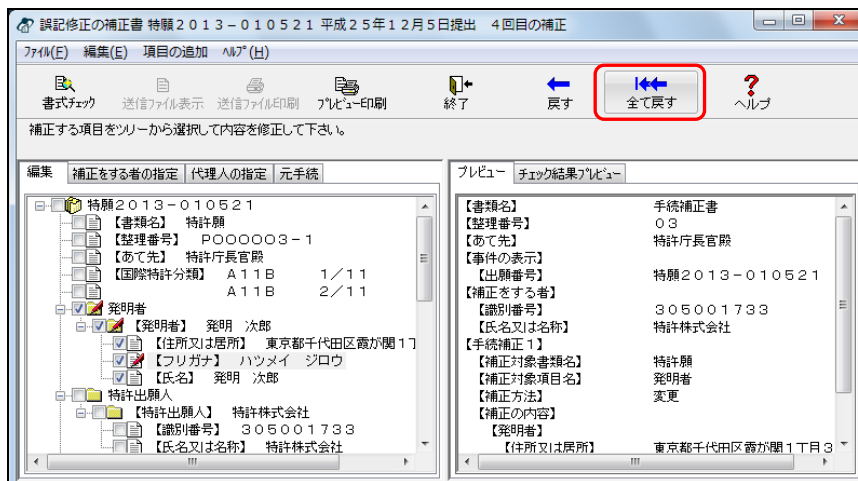 誤記修正の補正書 特願２０１３－０１０５２１ 平成２５年１２月５日提出　４回目の補正
ﾌｧｲﾙ(F)　編集(E)　項目の追加　ﾍﾙﾌﾟ(H)
書式ﾁｪｯｸ　送信ﾌｧｲﾙ表示　送信ﾌｧｲﾙ印刷　ﾌﾟﾚﾋﾞｭｰ印刷　終了　戻す　全て戻す　ヘルプ
補正する項目をツリーから選択して内容を修正して下さい。
編集　補正をする者の指定　代理人の指定　元手続
特願２０１３－０１０５２１
【書類名】　特許願
【整理番号】　Ｐ０００００３－１
【あて先】　特許庁長官殿
【国際特許分類】　Ａ１１Ｂ　１／１１
Ａ１１Ｂ　２／１１
発明者
【発明者】　発明　次郎
【住所又は居所】　東京都千代田区霞が関１丁
【フリガナ】　ハツメイ　ジロウ
【氏名】　発明　次郎
特許出願人
【特許出願人】　特許株式会社
【識別番号】　３０５００１７３３
【氏名又は名称】　特許株式会社
プレビュー　ﾁｪｯｸ結果ﾌﾟﾚﾋﾞｭｰ
【書類名】　手続補正書
【整理番号】　０３
【あて先】　特許庁長官殿
【事件の表示】
【出願番号】　特願２０１３－０１０５２１
【補正をする者】
【識別番号】　３０５００１７３３
【氏名又は名称】　特許株式会社
【手続補正１】
【補正対象書類名】　特許願
【補正対象項目名】　発明者
【補正方法】　変更
【補正の内容】
【発明者】
【住所又は居所】　東京都千代田区霞が関１丁目３